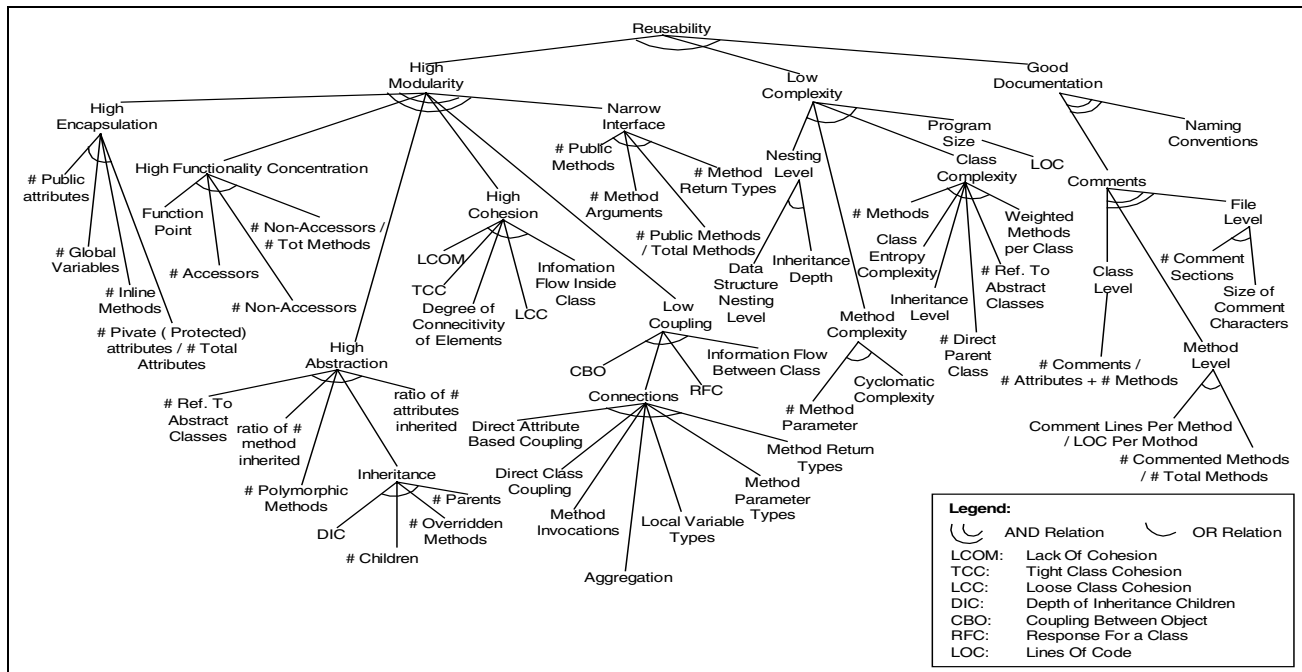 Reusability
High
Modularity
Low
Complexity
Good
Documentation
High
Encapsulation
# Public
attributes
# Global
Variables
# Inline
Methods
# Pivate ( Protected)
attributes / # Total
Attributes
High Functionality Concentration
Function
Point
# Accessors
# Non-Accessors
# Non-Accessors /
# Tot Methods
High
Abstraction
# Ref. To
Abstract
Classes
ratio of #
method
inherited
# Polymorphic
Methods
Inheritance
DIC
# Children
# Overridden
Methods
# Parents
ratio of #
attributes
inherited
High
Cohesion
LCOM
TCC
Degree of
Connectivity
of Elements
LCC
Infomation
Flow Inside
Class
Low
Coupling
CBO
Connections
RFC
Information Flow
Between Class
Direct Attribute
Based Coupling
Direct Class
Coupling
Method
Invocations
Aggregation
Local Variable
Types
Method
Parameter
Types
Method Return
Types
Narrow
Interface
# Public
Methods
# Method
Arguments
# Public Methods
/ Total Methods
# Method
Return Types
Nesting
Level
Data
Structure
Nesting
Level
Inheritance
Depth
Method
Complexity
# Method
Parameter
Cyclomatic
Complexity
Class
Complexity
# Methods
Class
Entropy
Complexity
Inheritance
Level
# Direct
Parent
Class
# Ref. To
Abstract
Classes
Weighted
Methods
per Class
Program
Size
LOC
Naming
Conventions
Comments
Class
Level
# Comments /
# Attributes + # Methods
File
Level
# Comment
Sections
Size of
Comment
Characters
Method
Level
Comment Lines Per Method
/ LOC Per Mothod
# Commented Methods
/ # Total Methods
Legend:
AND Relation
OR Relation
LCOM: Lack Of Cohesion
TCC: Tight Class Cohesion
LCC: Loose Class Cohesion
DIC: Depth of Inheritance Children
CBO: Coupling Between Object
RFC: Response For a Class
LOC: Lines Of Code